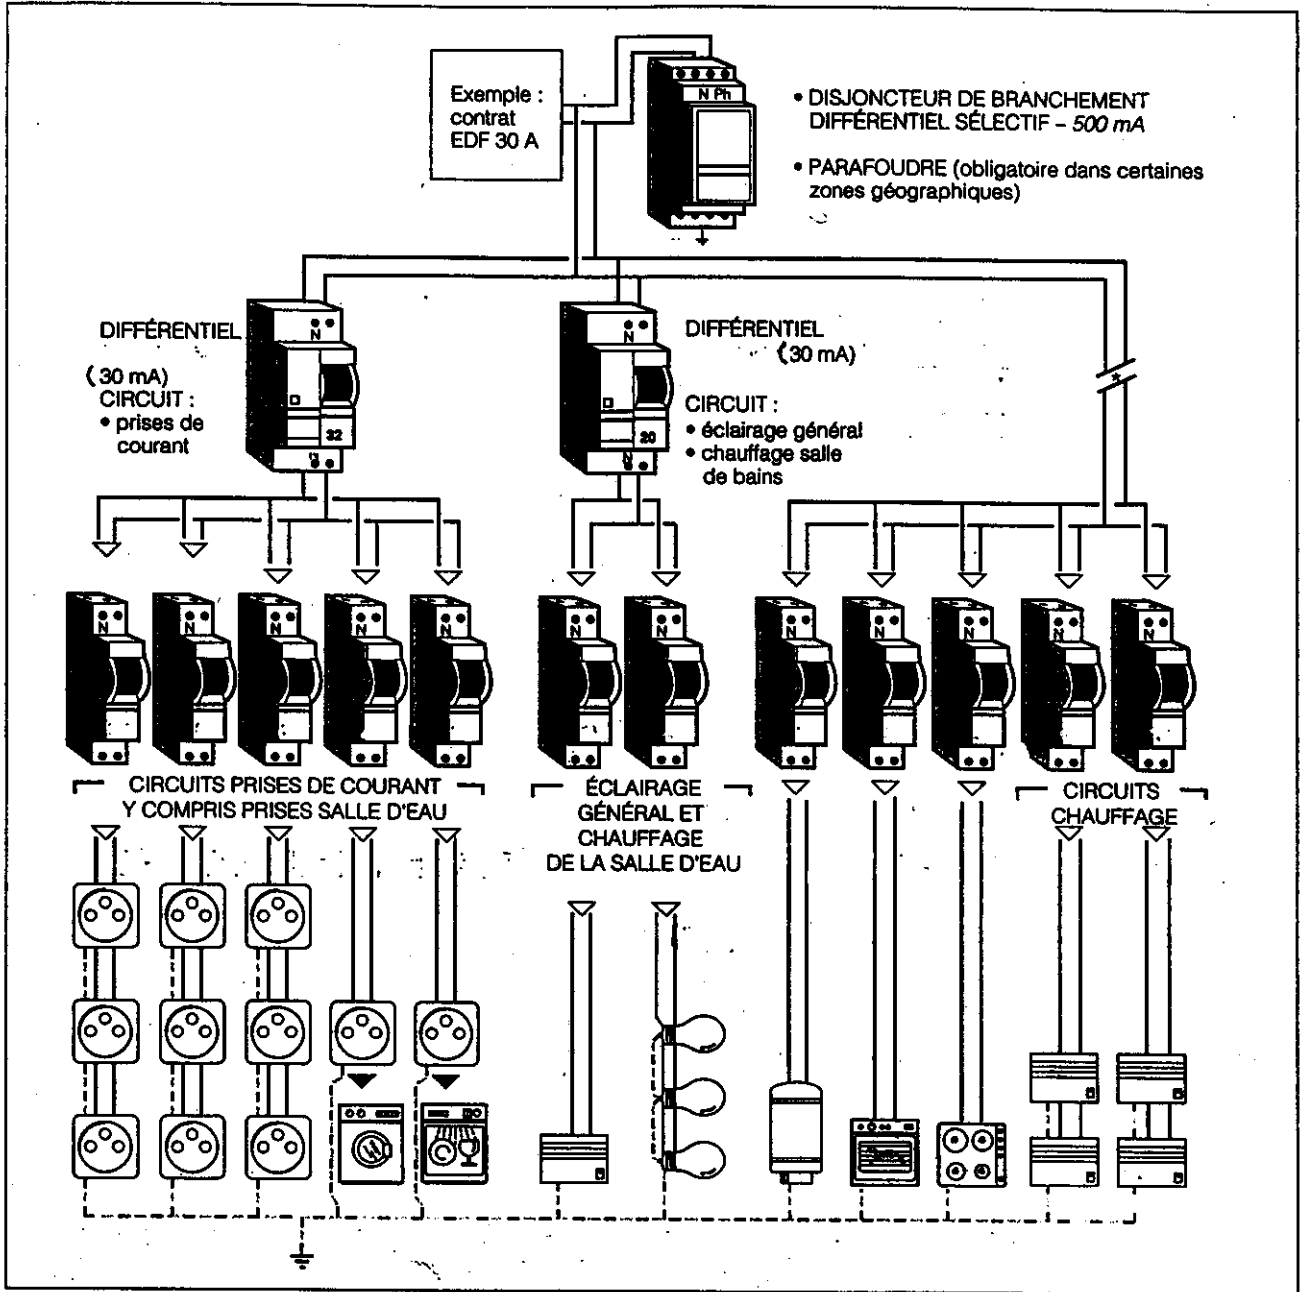 Exemple :
contrat
EDF 30 A
N Ph
• DISJONCTEUR DE BRANCHEMENT
DIFFÉRENTIEL SÉLECTIF – 500 mA
• PARAFOUDRE (obligatoire dans certaines
zones géographiques)
DIFFÉRENTIEL
(30 mA)
CIRCUIT :
• prises de
courant
N
32
N
20
N
DIFFÉRENTIEL
(30 mA)
CIRCUIT :
• éclairage général
• chauffage salle
de bains
*
N
N
N
N
N
N
N
N
N
N
N
N
CIRCUITS PRISES DE COURANT
Y COMPRIS PRISES SALLE D'EAU
ÉCLAIRAGE
GÉNÉRAL ET
CHAUFFAGE
DE LA SALLE D'EAU
CIRCUITS
CHAUFFAGE